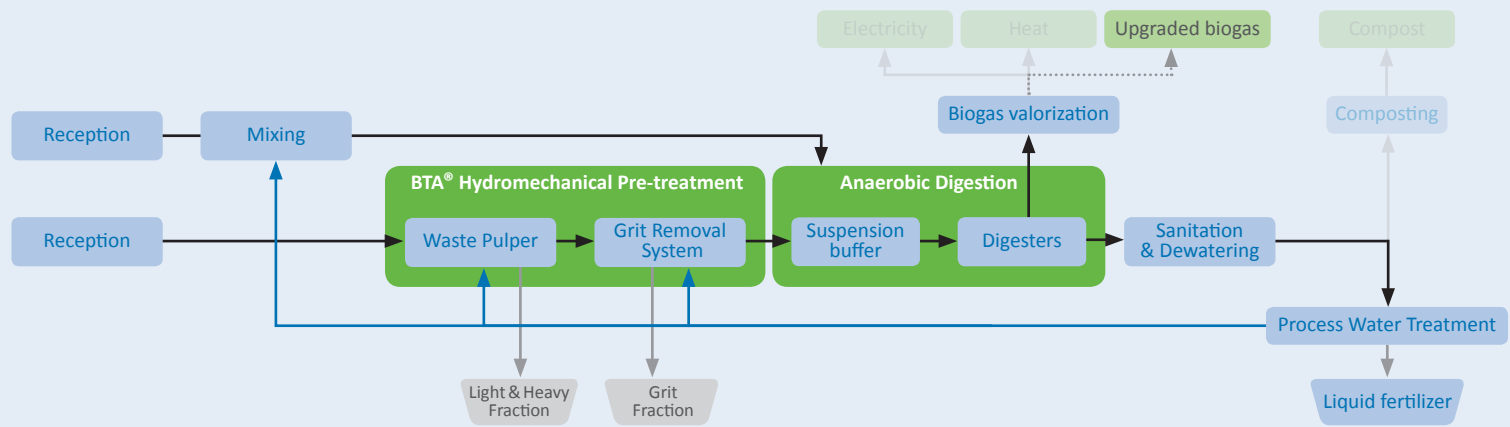 Electricity
Heat
Upgraded biogas
Compost
Reception
Mixing
Biogas valorization
Composting
BTA® Hydromechanical Pre-treatment
Anaerobic Digestion
Reception
Waste Pulper
Grit Removal
System
Suspension
buffer
Digesters
Sanitation
& Dewatering
Process Water Treatment
Light & Heavy
Fraction
Grit
Fraction
Liquid fertilizer